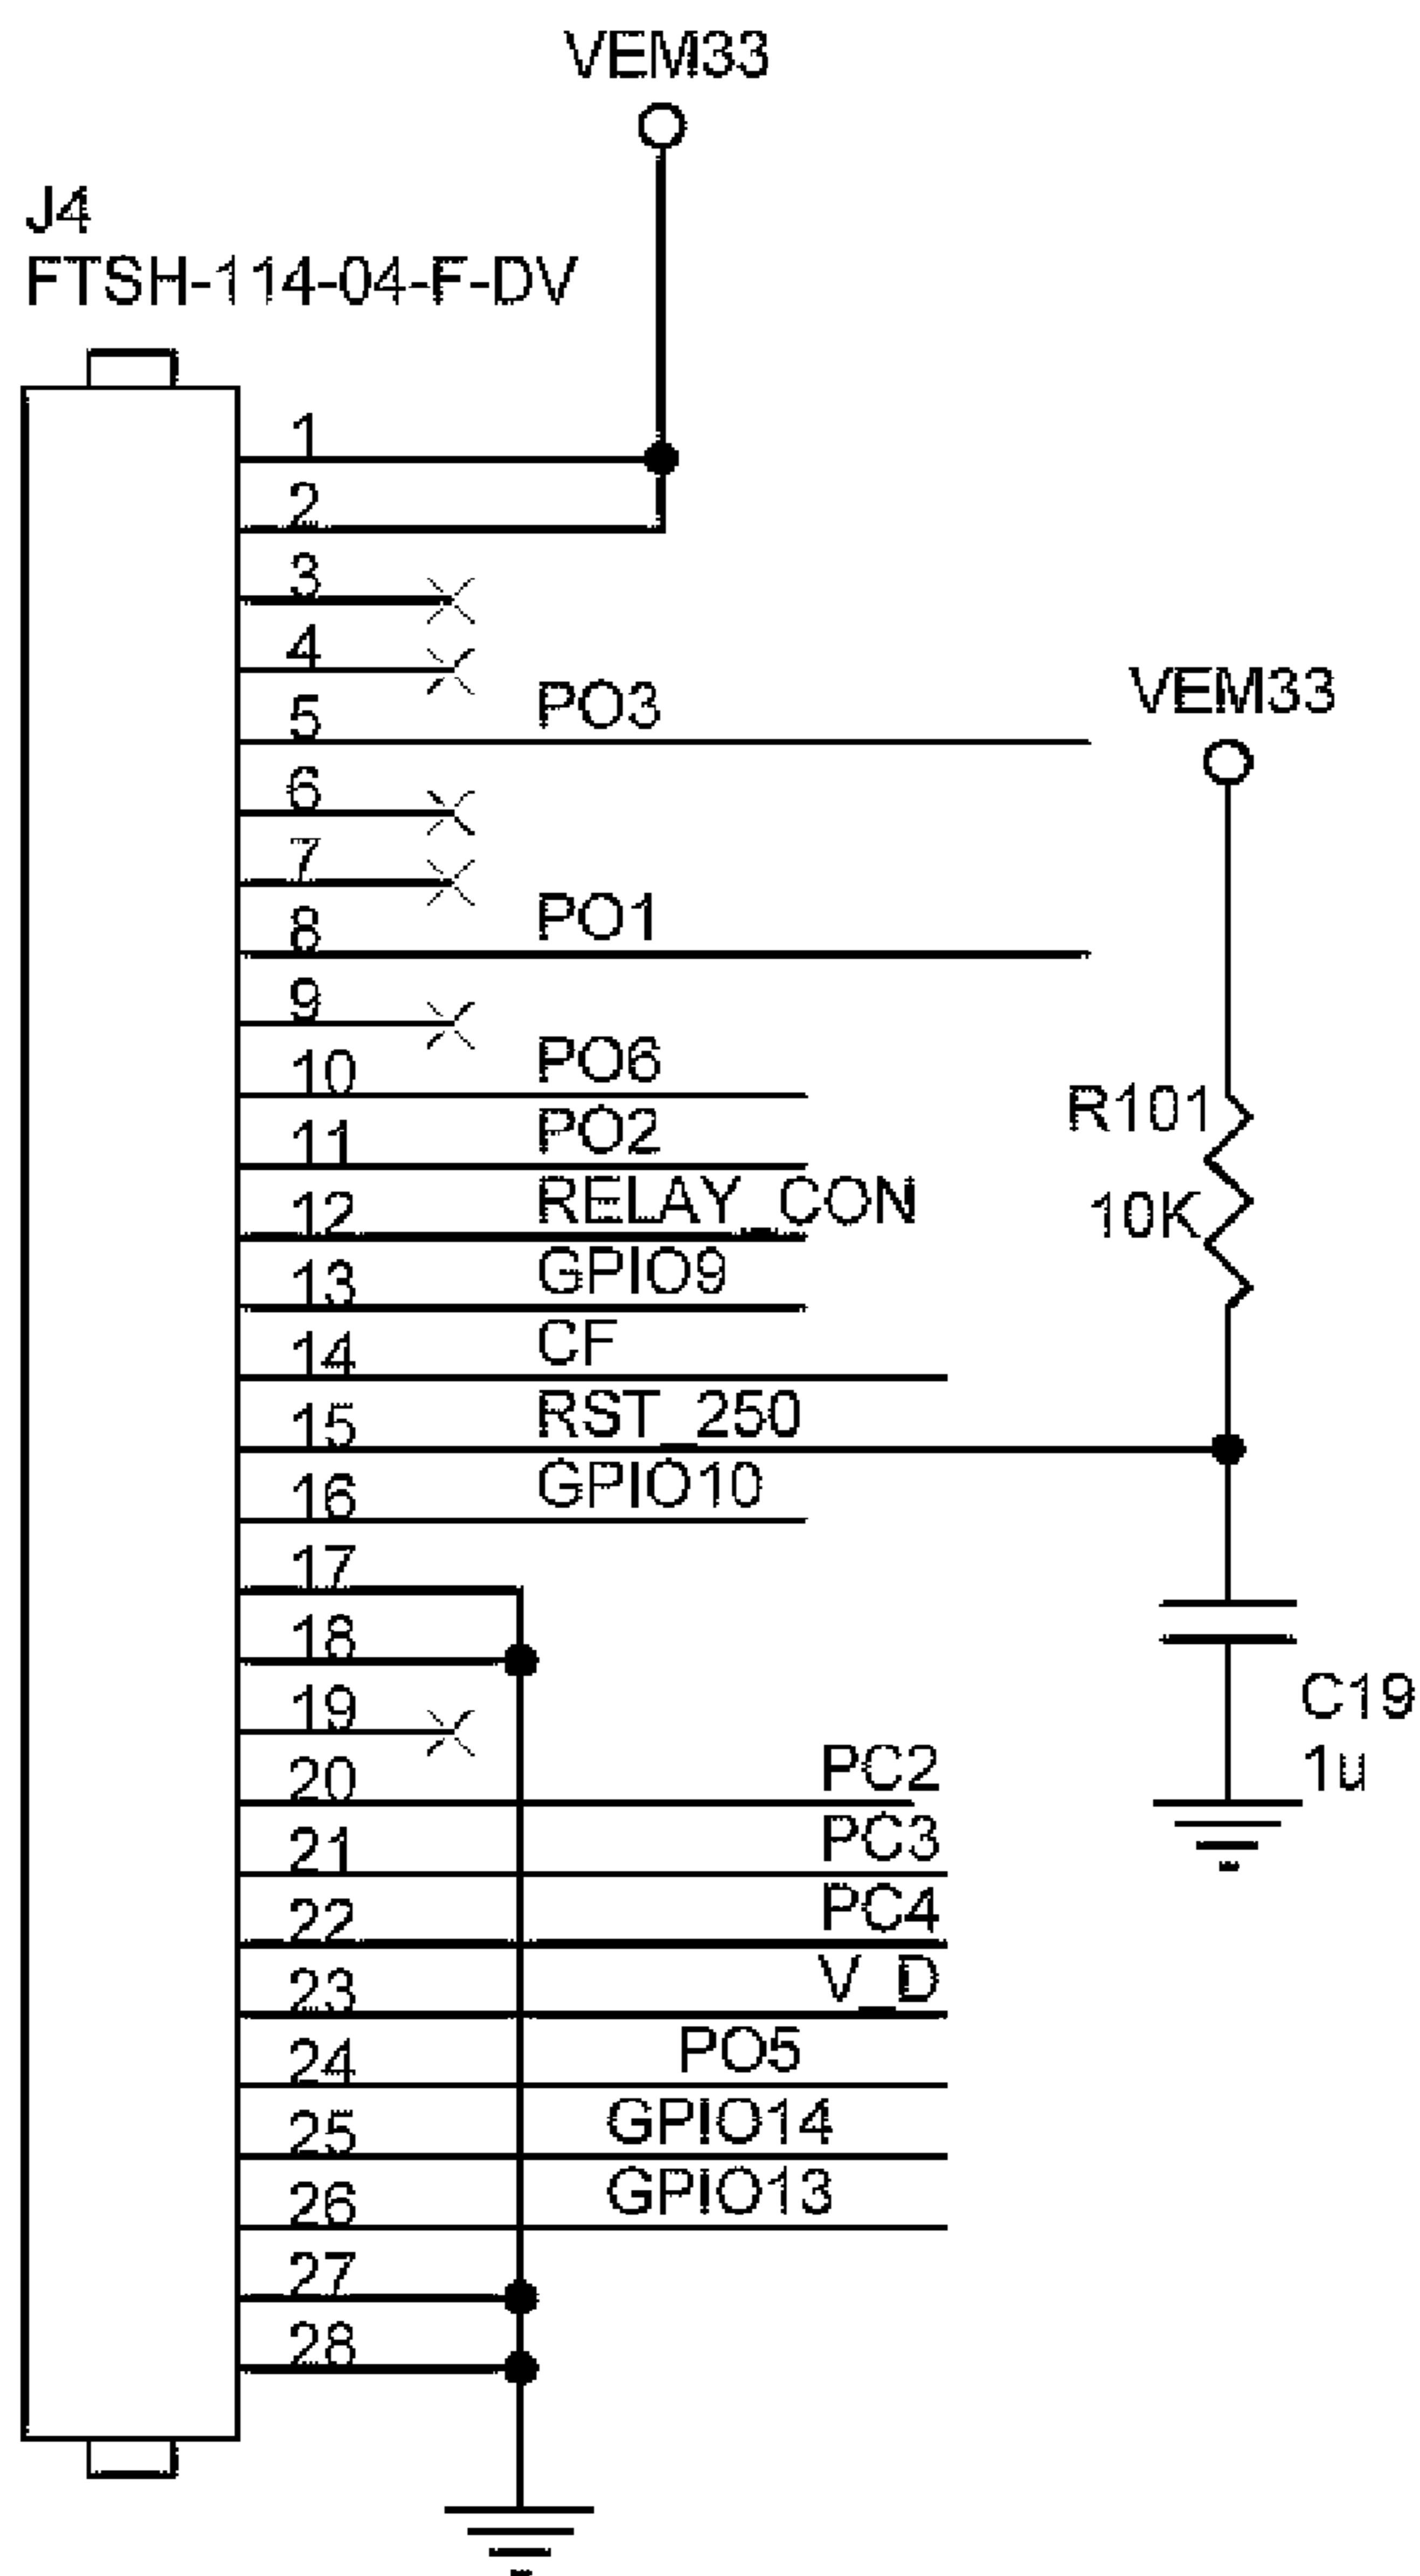 VEM33
J4
FTSH-114-04-F-DV
1
2
3
4
5 PO3
VEM33
6
7
8 PO1
9
10 PO6
R101
11 PO2
12 RELAY_CON
10K
13 GPIO9
14 CF
15 RST_250
16 GPIO10
17
18
19
C19
20 PC2
1u
21 PC3
22 PC4
23 V_D
24 PO5
25 GPIO14
26 GPIO13
27
28